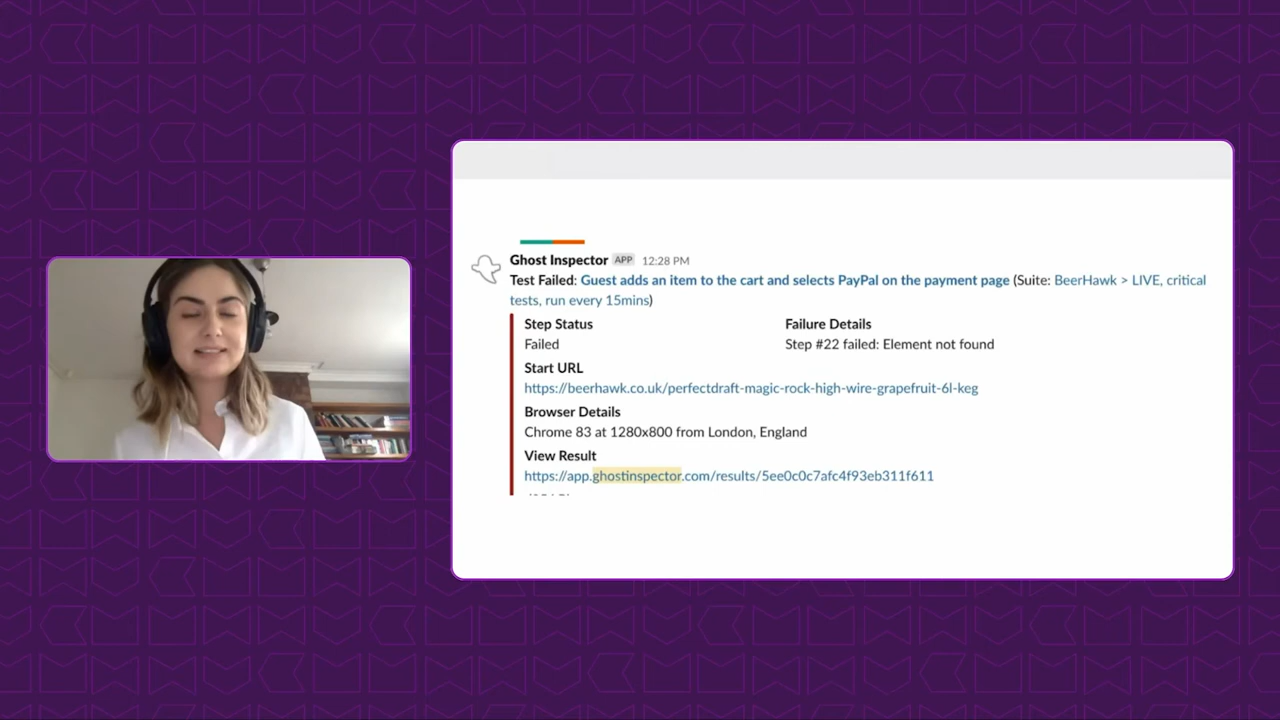 Ghost Inspector APP 12:28 PM
Test Failed: Guest adds an item to the cart and selects PayPal on the payment page (Suite: BeerHawk > LIVE, critical
tests, run every 15mins)
Step Status
Failed
Failure Details
Step #22 failed: Element not found
Start URL
https://beerhawk.co.uk/perfectdraft-magic-rock-high-wire-grapefruit-6l-keg
Browser Details
Chrome 83 at 1280x800 from London, England
View Result
https://app.ghostinspector.com/results/5ee0c0c7afc4f93eb311f611